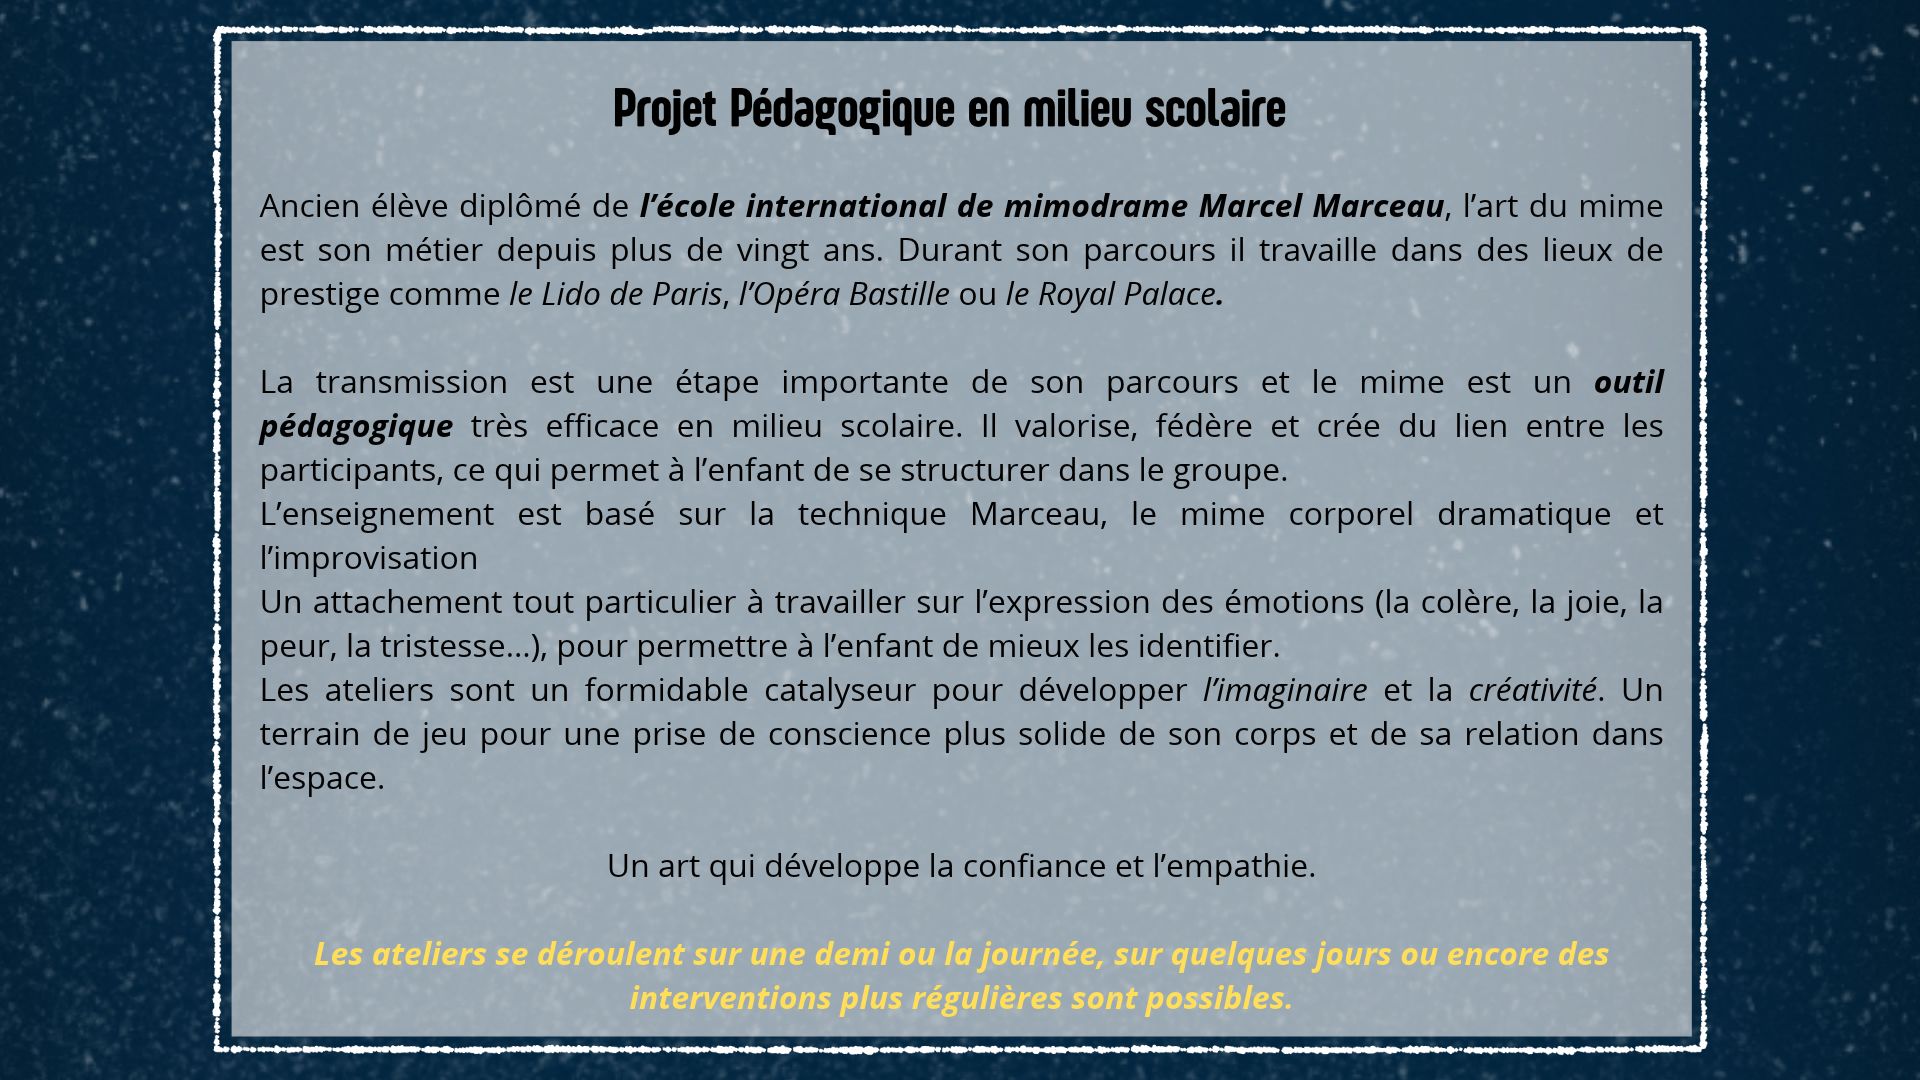 Projet Pédagogique en milieu scolaire
Ancien élève diplômé de l’école international de mimodrame Marcel Marceau, l’art du mime
est son métier depuis plus de vingt ans. Durant son parcours il travaille dans des lieux de
prestige comme le Lido de Paris, l’Opéra Bastille ou le Royal Palace.
La transmission est une étape importante de son parcours et le mime est un outil
pédagogique très efficace en milieu scolaire. Il valorise, fédère et crée du lien entre les
participants, ce qui permet à l’enfant de se structurer dans le groupe.
L’enseignement est basé sur la technique Marceau, le mime corporel dramatique et
l’improvisation
Un attachement tout particulier à travailler sur l’expression des émotions (la colère, la joie, la
peur, la tristesse...), pour permettre à l’enfant de mieux les identifier.
Les ateliers sont un formidable catalyseur pour développer l’imaginaire et la créativité. Un
terrain de jeu pour une prise de conscience plus solide de son corps et de sa relation dans
l’espace.
Un art qui développe la confiance et l’empathie.
Les ateliers se déroulent sur une demi ou la journée, sur quelques jours ou encore des
interventions plus régulières sont possibles.